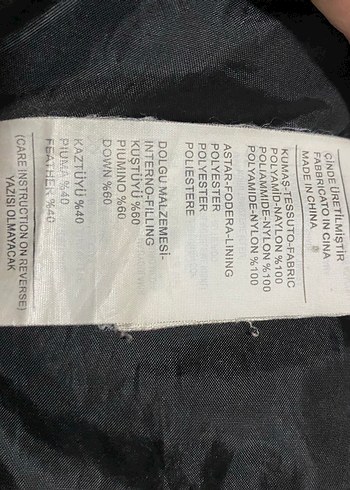 ÇİNDE ÜRETİLMİŞTİR
FABBRICATO IN CINA
MADE IN CHINA
KUMAŞ-TESSUTO-FABRIC
POLYAMID-NAYLON %100
POLIAMMIDE-NAYLON %100
POLYAMIDE-NYLON %100
ASTAR-FODERA-LINING
POLYESTER
POLYESTER
POLIESTERE
DOLGU MALZEMESİ-
INTERNO-FILLING
KUŞTÜYÜ %60
PIUMINO %60
DOWN %60
KAZTÜYÜ %40
PIUMA %40
FEATHER %40
(CARE INSTRUCTION ON REVERSE)
YAZISI OLMAYACAK